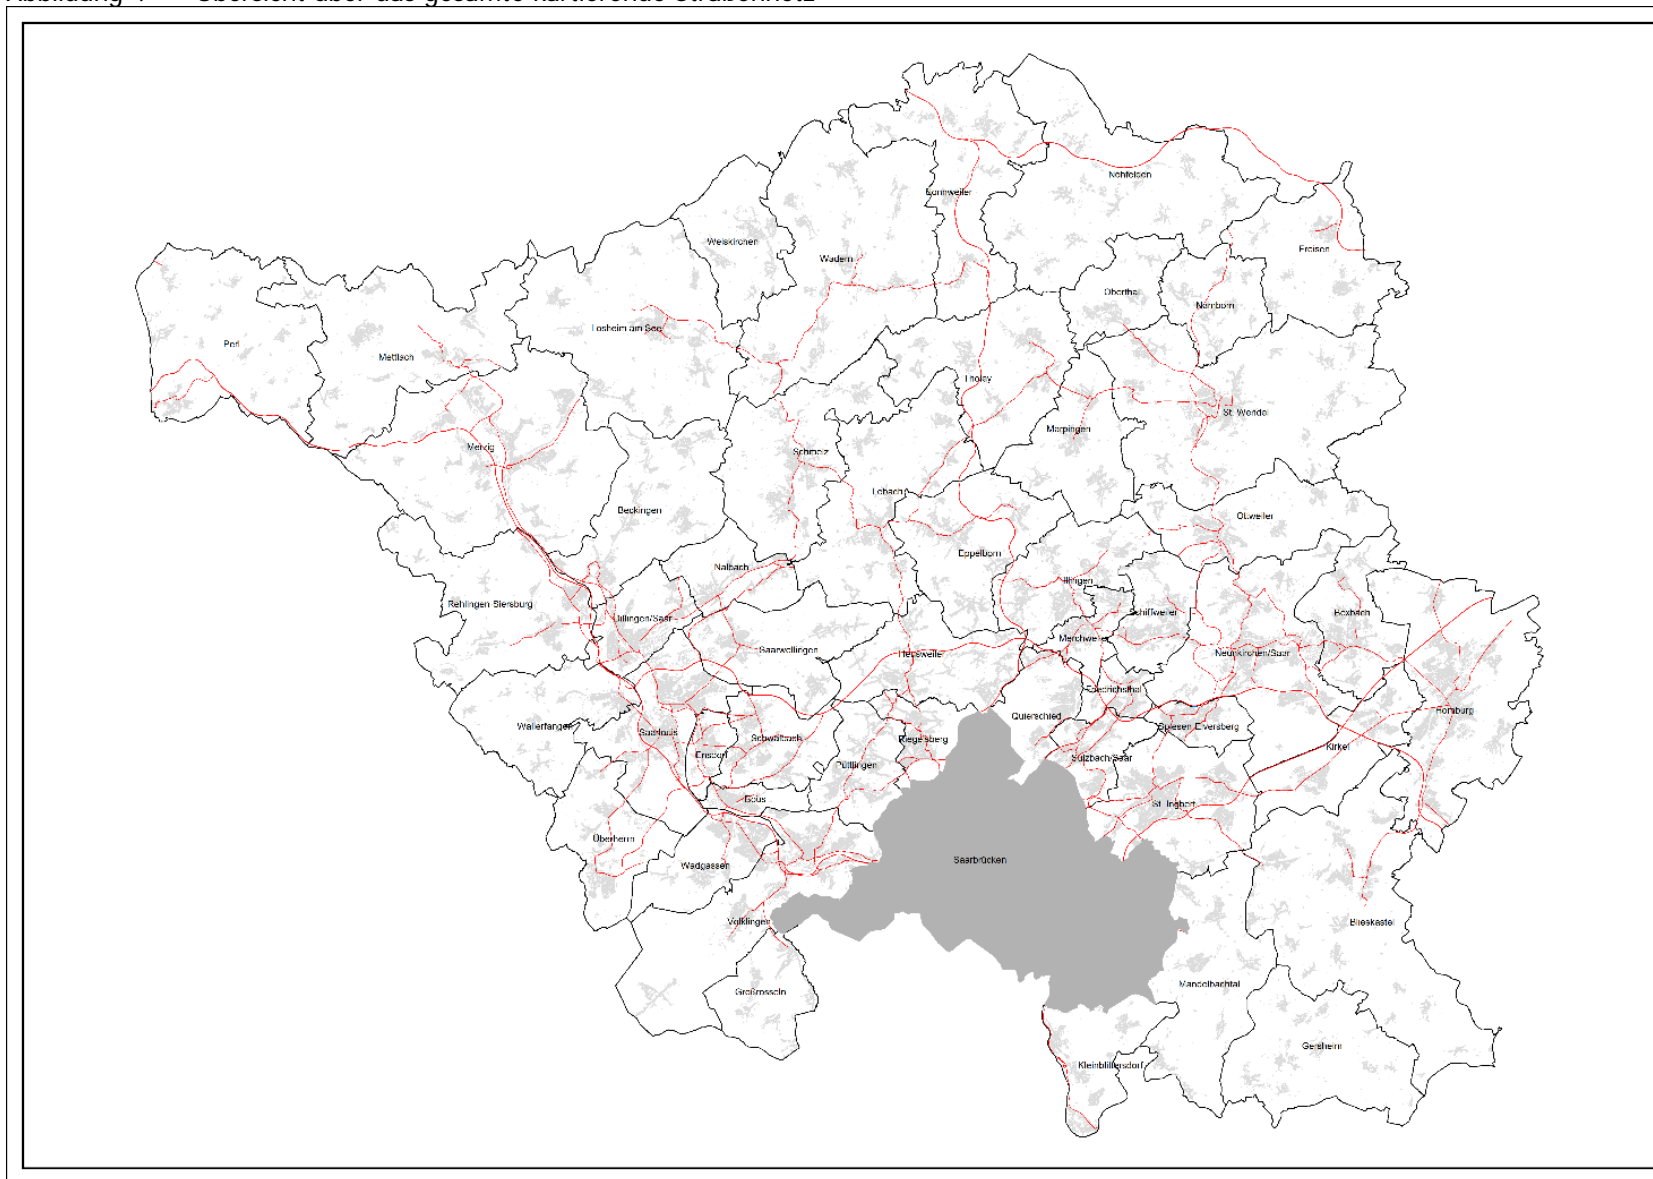 Abbildung 1 Übersicht über das gesamte kartierende Straßennetz
Nonnweiler
Nohfelden
Weiskirchen
Wadern
Freisen
Oberthal
Namborn
Losheim am See
Perl
Mettlach
Tholey
St. Wendel
Marpingen
Merzig
Schmelz
Lebach
Beckingen
Ottweiler
Eppelborn
Nalbach
Illingen
Rehlingen Siersburg
Dillingen/Saar
Schiffweiler
Bexbach
Merchweiler
Saarwellingen
Heusweiler
Neunkirchen/Saar
Friedrichsthal
Wallerfangen
Quierschied
Spiesen Elversberg
Homburg
Saarlouis
Ensdorf
Schwalbach
Riegelsberg
Kirkel
Püttlingen
Sulzbach/Saar
Bous
St. Ingbert
Überherrn
Wadgassen
Saarbrücken
Völklingen
Blieskastel
Großrosseln
Mandelbachtal
Gersheim
Kleinblittersdorf